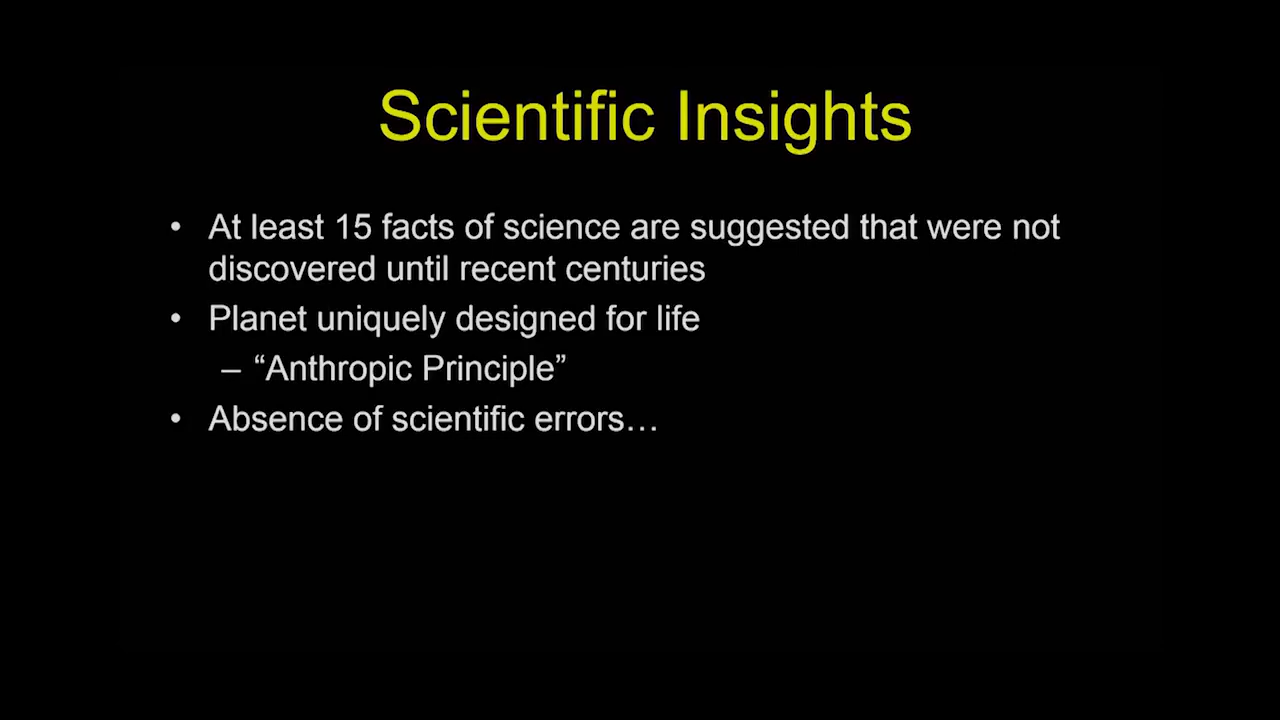 Scientific Insights
• At least 15 facts of science are suggested that were not
discovered until recent centuries
• Planet uniquely designed for life
– “Anthropic Principle”
• Absence of scientific errors…